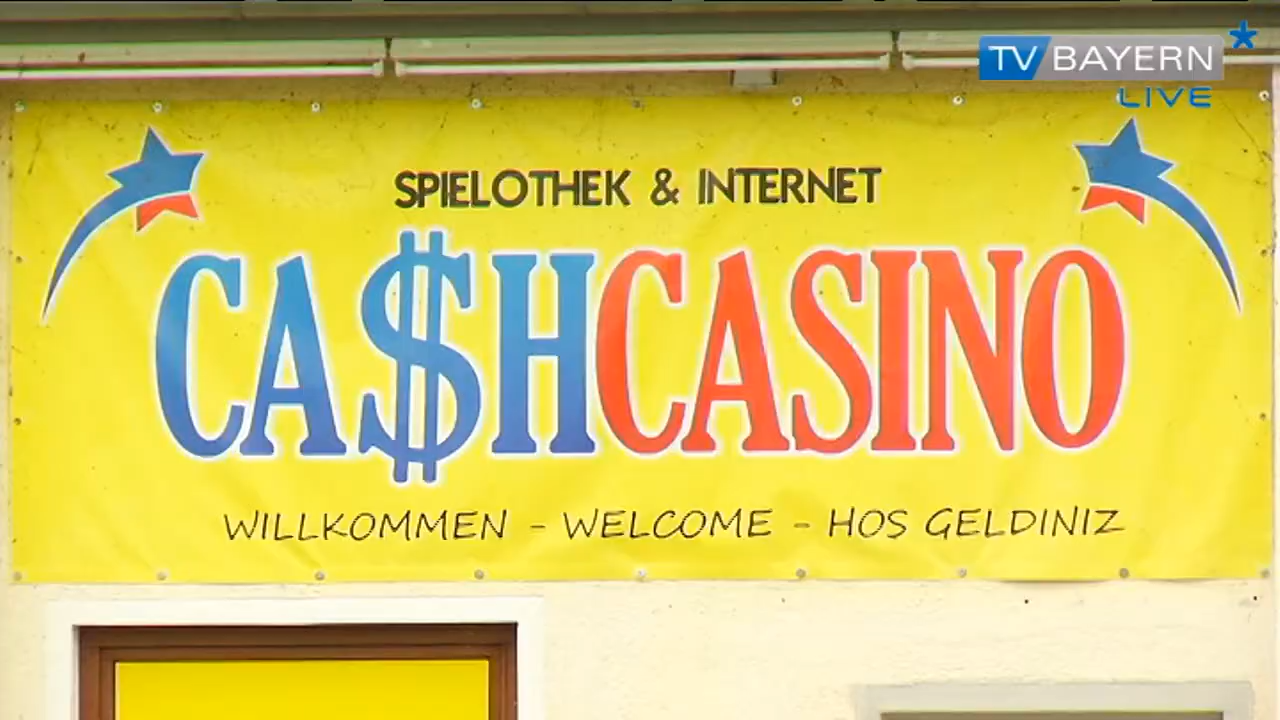 TV BAYERN
LIVE
SPIELOTHEK & INTERNET
CA$HCASINO
WILLKOMMEN - WELCOME - HOS GELDINIZ